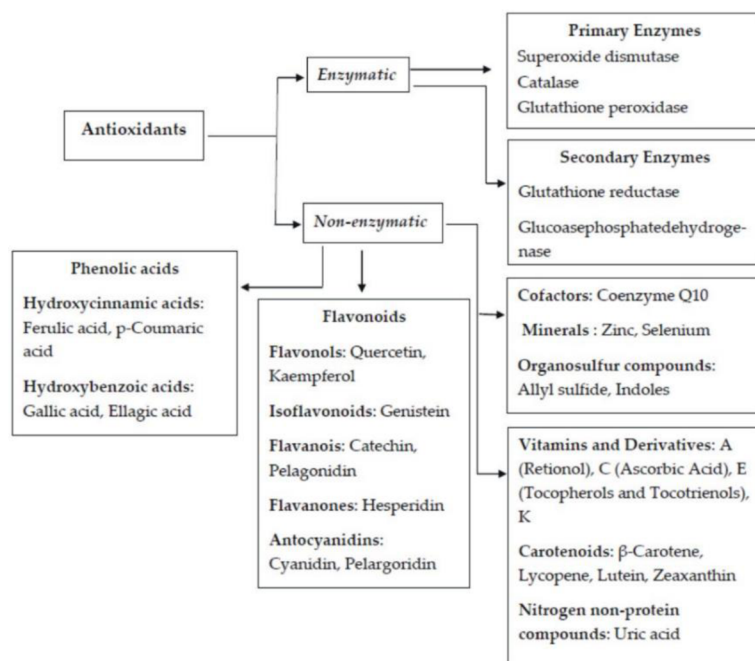 Antioxidants
Enzymatic
Primary Enzymes
Superoxide dismutase
Catalase
Glutathione peroxidase
Secondary Enzymes
Glutathione reductase
Glucoasephosphatedehydroge-
nase
Non-enzymatic
Phenolic acids
Hydroxycinnamic acids:
Ferulic acid, p-Coumaric
acid
Hydroxybenzoic acids:
Gallic acid, Ellagic acid
Flavonoids
Flavonols: Quercetin,
Kaempferol
Isoflavonoids: Genistein
Flavanois: Catechin,
Pelagonidin
Flavanones: Hesperidin
Antocyanidins:
Cyanidin, Pelargoridin
Cofactors: Coenzyme Q10
Minerals : Zinc, Selenium
Organosulfur compounds:
Allyl sulfide, Indoles
Vitamins and Derivatives: A
(Retionol), C (Ascorbic Acid), E
(Tocopherols and Tocotrienols),
K
Carotenoids: β-Carotene,
Lycopene, Lutein, Zeaxanthin
Nitrogen non-protein
compounds: Uric acid